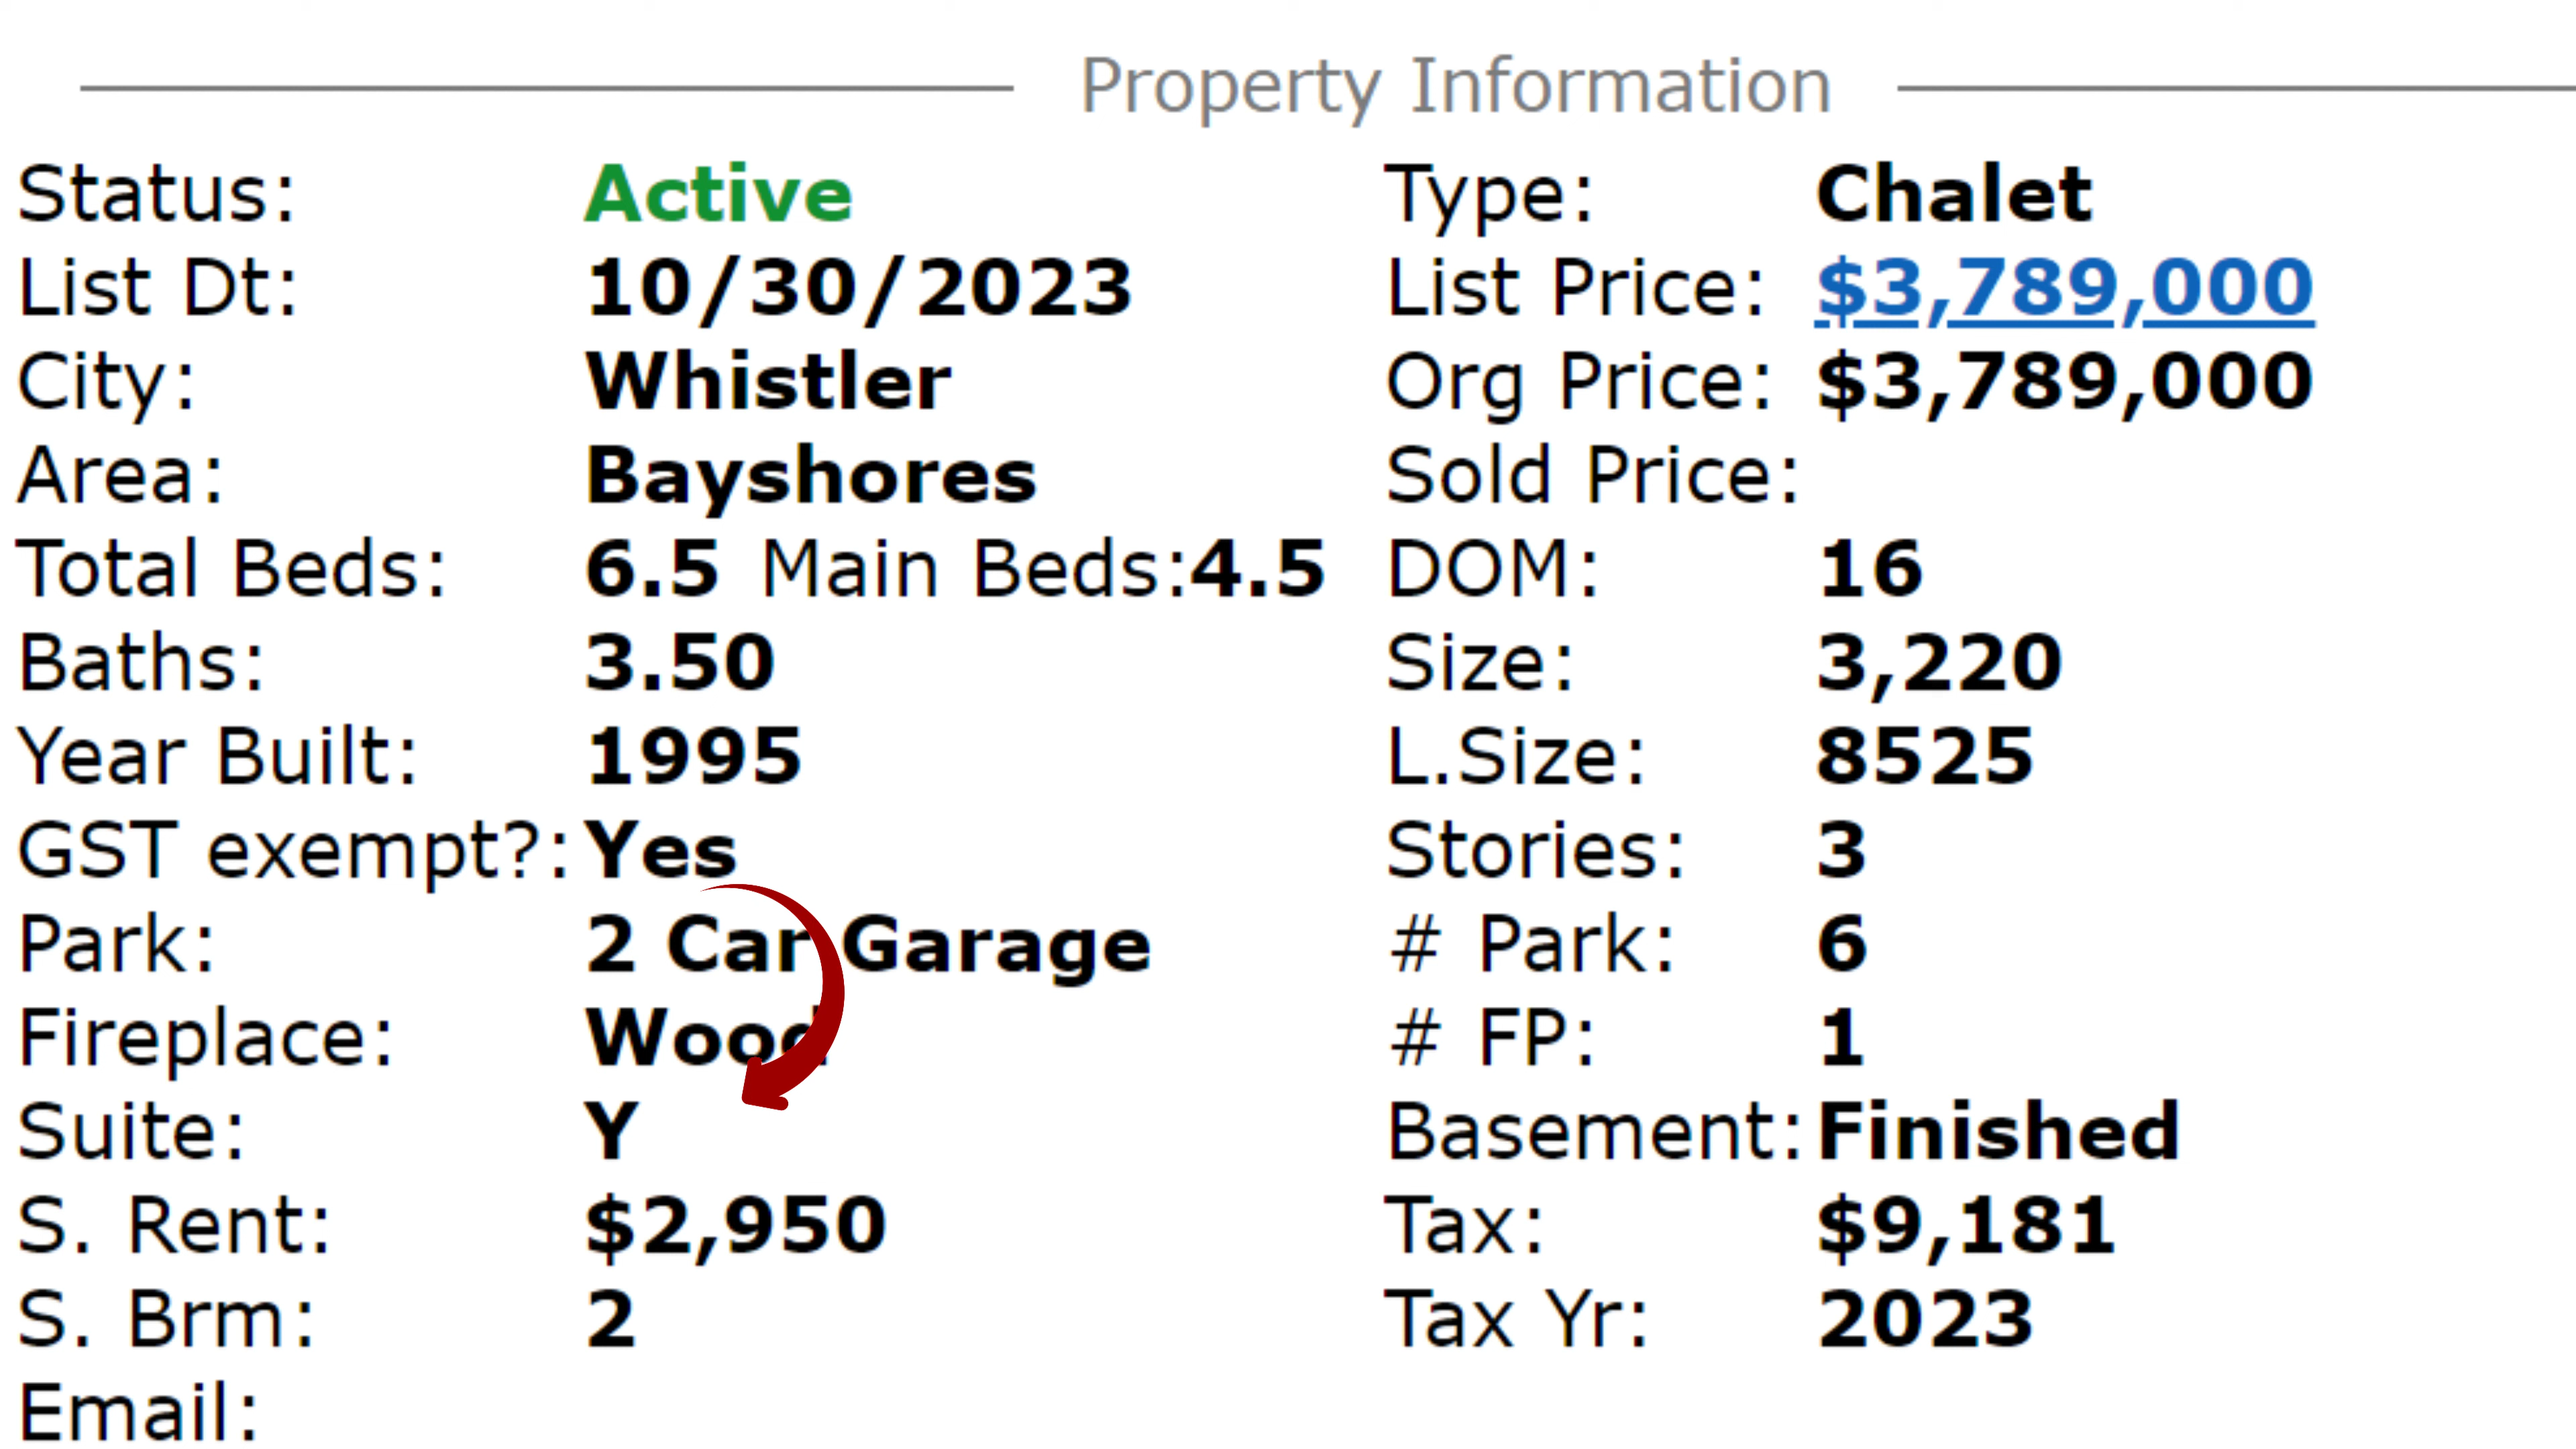 Property Information
Status: Active Type: Chalet
List Dt: 10/30/2023 List Price: $3,789,000
City: Whistler Org Price: $3,789,000
Area: Bayshores Sold Price:
Total Beds: 6.5 Main Beds:4.5 DOM: 16
Baths: 3.50 Size: 3,220
Year Built: 1995 L.Size: 8525
GST exempt?: Yes Stories: 3
Park: 2 Car Garage # Park: 6
Fireplace: Wood # FP: 1
Suite: Y Basement: Finished
S. Rent: $2,950 Tax: $9,181
S. Brm: 2 Tax Yr: 2023
Email: